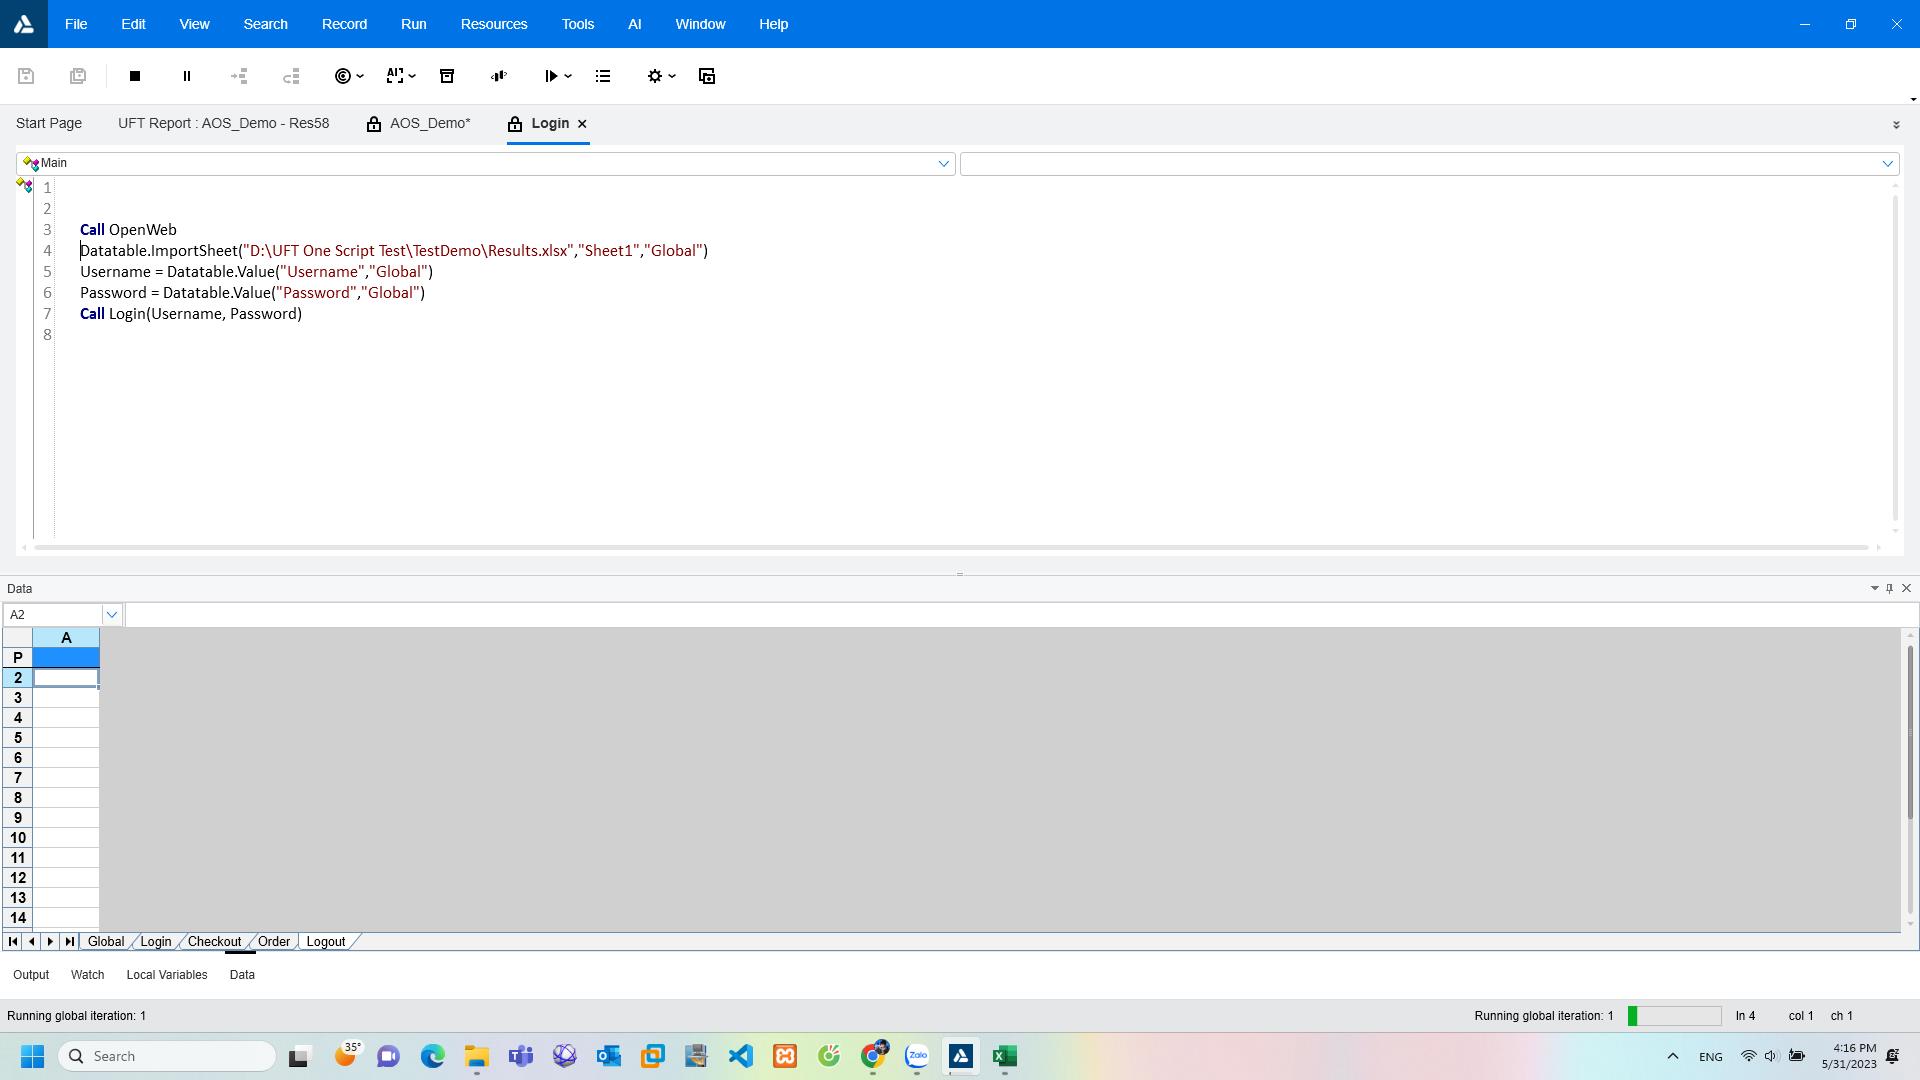 File Edit View Search Record Run Resources Tools AI Window Help
AI
Start Page UFT Report : AOS_Demo - Res58 AOS_Demo* Login
Main
1
2
3 Call OpenWeb
4 Datatable.ImportSheet("D:\UFT One Script Test\TestDemo\Results.xlsx","Sheet1","Global")
5 Username = Datatable.Value("Username","Global")
6 Password = Datatable.Value("Password","Global")
7 Call Login(Username, Password)
8
Data
A2
A
P
2
3
4
5
6
7
8
9
10
11
12
13
14
Global Login Checkout Order Logout
Output Watch Local Variables Data
Running global iteration: 1 Running global iteration: 1 ln 4 col 1 ch 1
Search 35° Zalo ENG 4:16 PM
5/31/2023